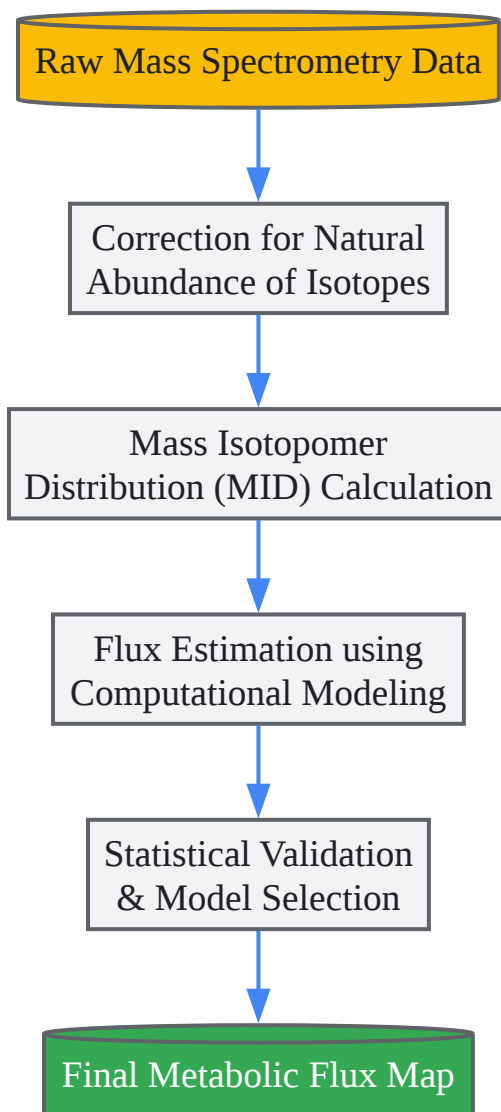 Raw Mass Spectrometry Data
Correction for Natural
Abundance of Isotopes
Mass Isotopomer
Distribution (MID) Calculation
Flux Estimation using
Computational Modeling
Statistical Validation
& Model Selection
Final Metabolic Flux Map